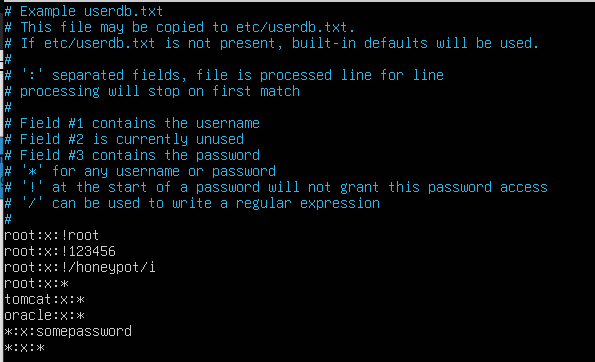 # Example userdb.txt
# This file may be copied to etc/userdb.txt.
# If etc/userdb.txt is not present, built-in defaults will be used.
#
# ':' separated fields, file is processed line for line
# processing will stop on first match
#
# Field #1 contains the username
# Field #2 is currently unused
# Field #3 contains the password
# '*' for any username or password
# '!' at the start of a password will not grant this password access
# '/' can be used to write a regular expression
#
root:x:!root
root:x:!123456
root:x:!/honeypot/i
root:x:*
tomcat:x:*
oracle:x:*
*:x:somepassword
*:x:*